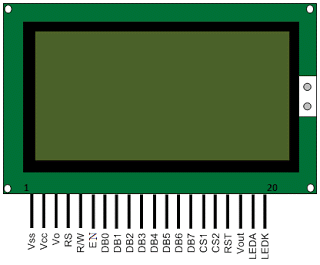 1 20
Vss
Vcc
Vo
RS
R/W
EN
DB0
DB1
DB2
DB3
DB4
DB5
DB6
DB7
CS1
CS2
RST
Vout
LEDA
LEDK